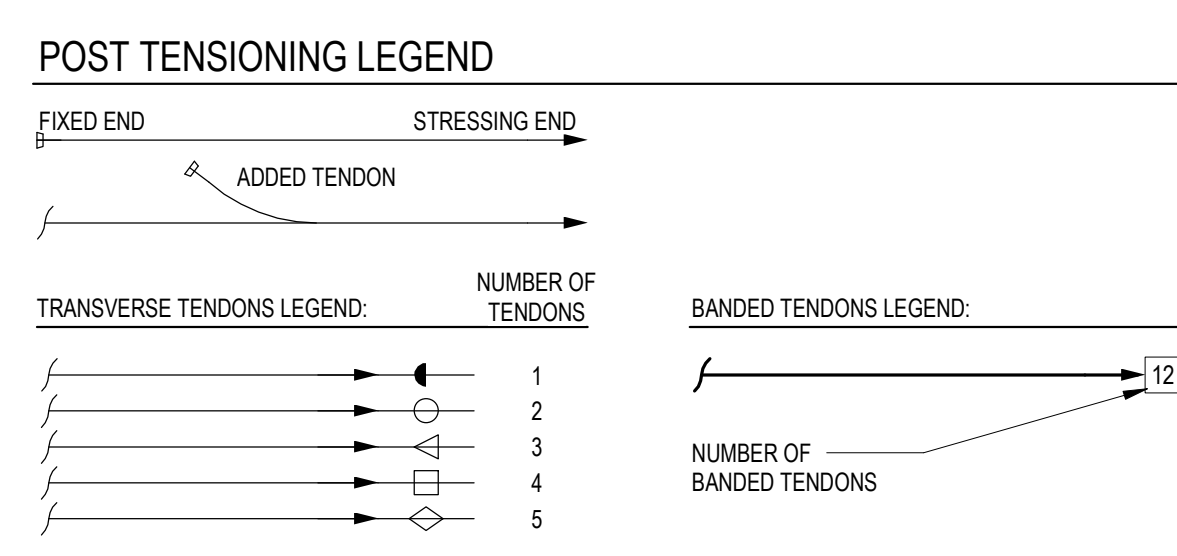 POST TENSIONING LEGEND
FIXED END
STRESSING END
ADDED TENDON
TRANSVERSE TENDONS LEGEND:
NUMBER OF
TENDONS
1
2
3
4
5
BANDED TENDONS LEGEND:
12
NUMBER OF
BANDED TENDONS